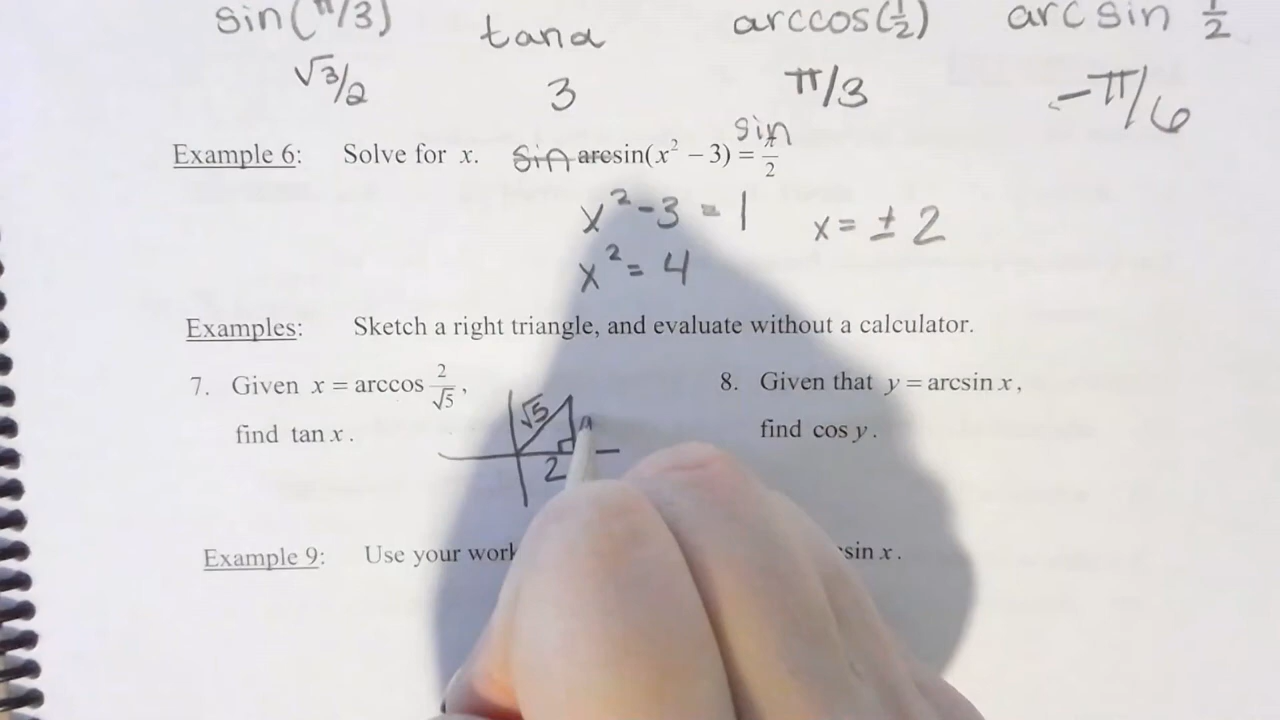 sin(π/3) tanα arccos(1/2) arcsin 1/2
√3/2 3 π/3 -π/6
Example 6: Solve for x. sin arcsin(x² − 3) = sin π/2
x² - 3 = 1 x = ± 2
x² = 4
Examples: Sketch a right triangle, and evaluate without a calculator.
7. Given x = arccos 2/√5,
find tan x.
√5
2
8. Given that y = arcsin x,
find cos y.
Example 9: Use your work sin x.